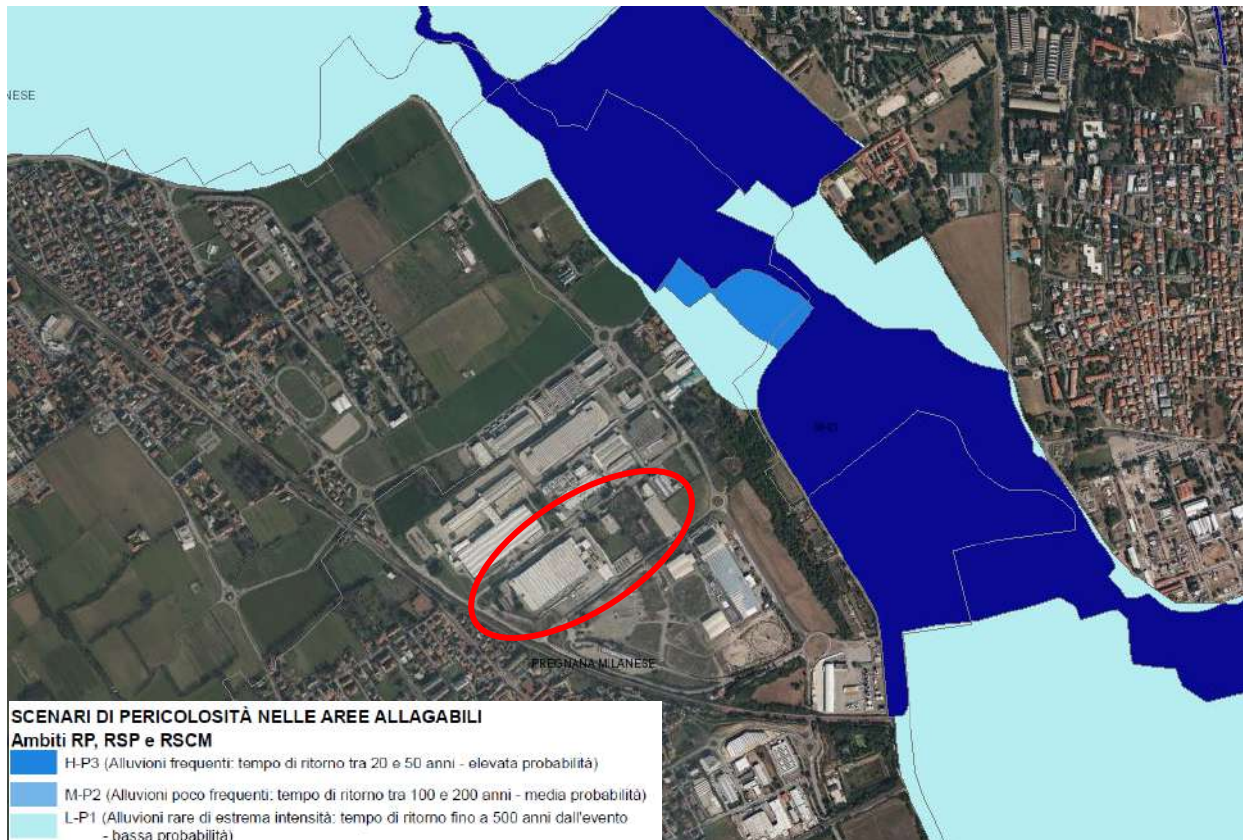 NESE
RHO
PREGNANA MILANESE
SCENARI DI PERICOLOSITÀ NELLE AREE ALLAGABILI
Ambiti RP, RSP e RSCM
H-P3 (Alluvioni frequenti: tempo di ritorno tra 20 e 50 anni - elevata probabilità)
M-P2 (Alluvioni poco frequenti: tempo di ritorno tra 100 e 200 anni - media probabilità)
L-P1 (Alluvioni rare di estrema intensità: tempo di ritorno fino a 500 anni dall'evento
- bassa probabilità)